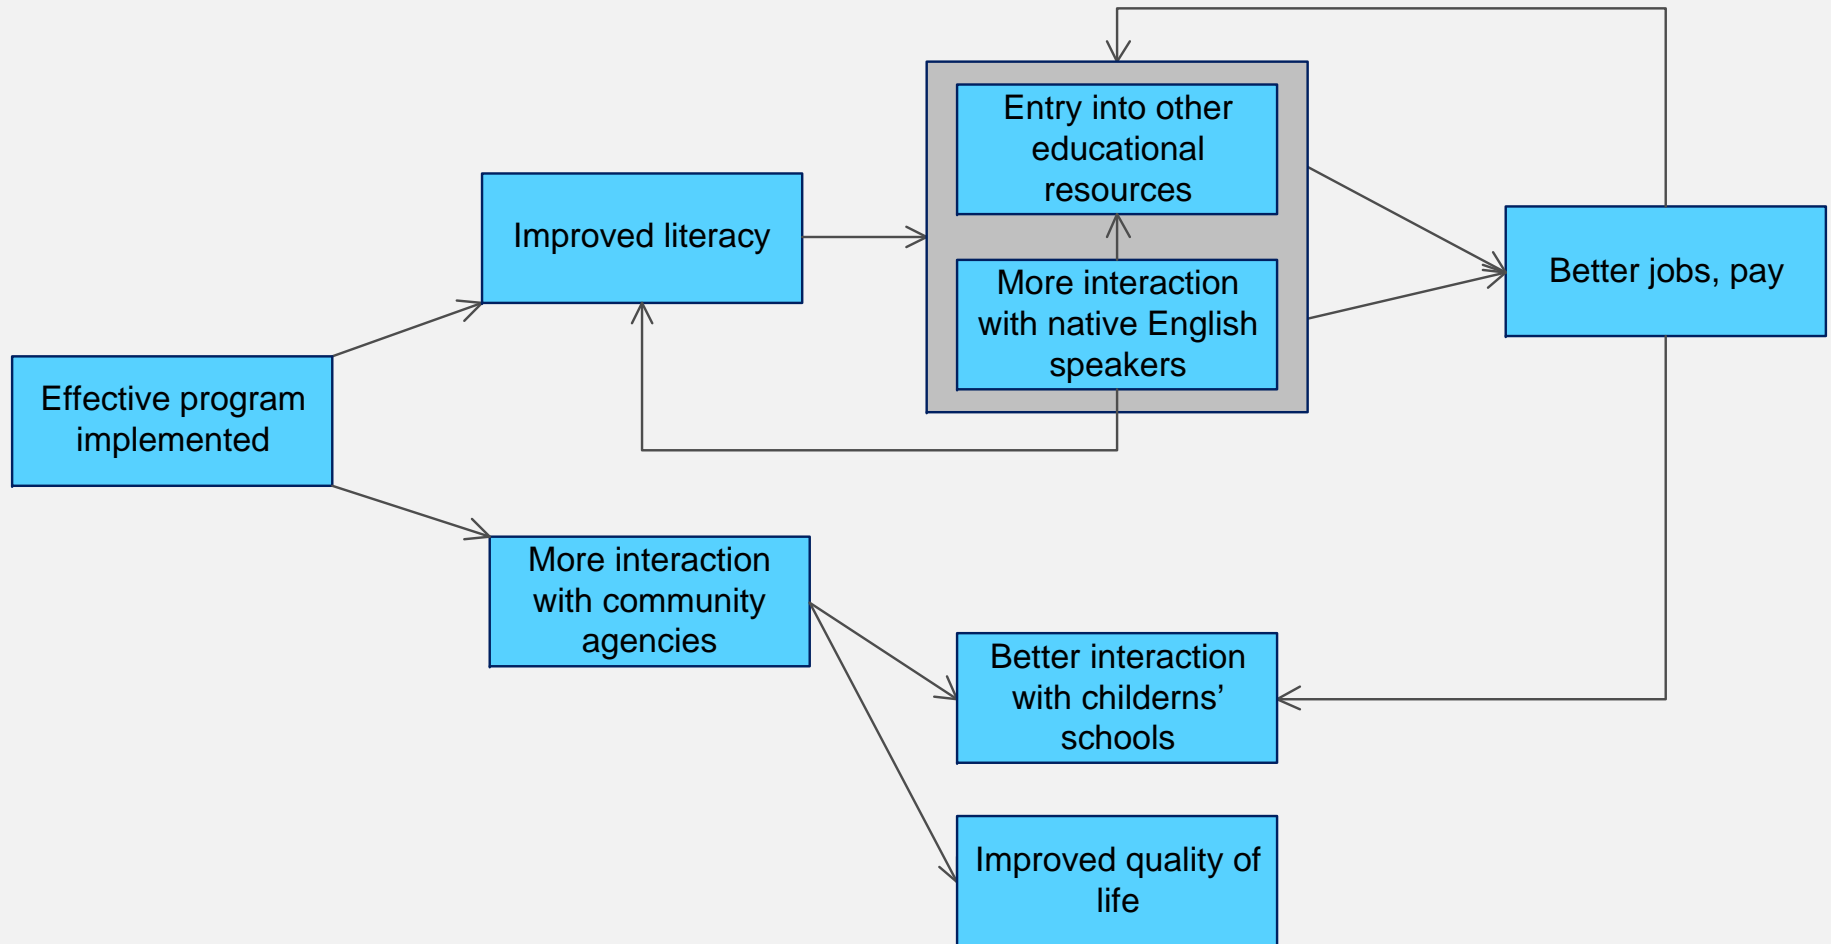 Entry into other
educational
resources
Improved literacy
More interaction
with native English
speakers
Better jobs, pay
Effective program
implemented
More interaction
with community
agencies
Better interaction
with childerns’
schools
Improved quality of
life